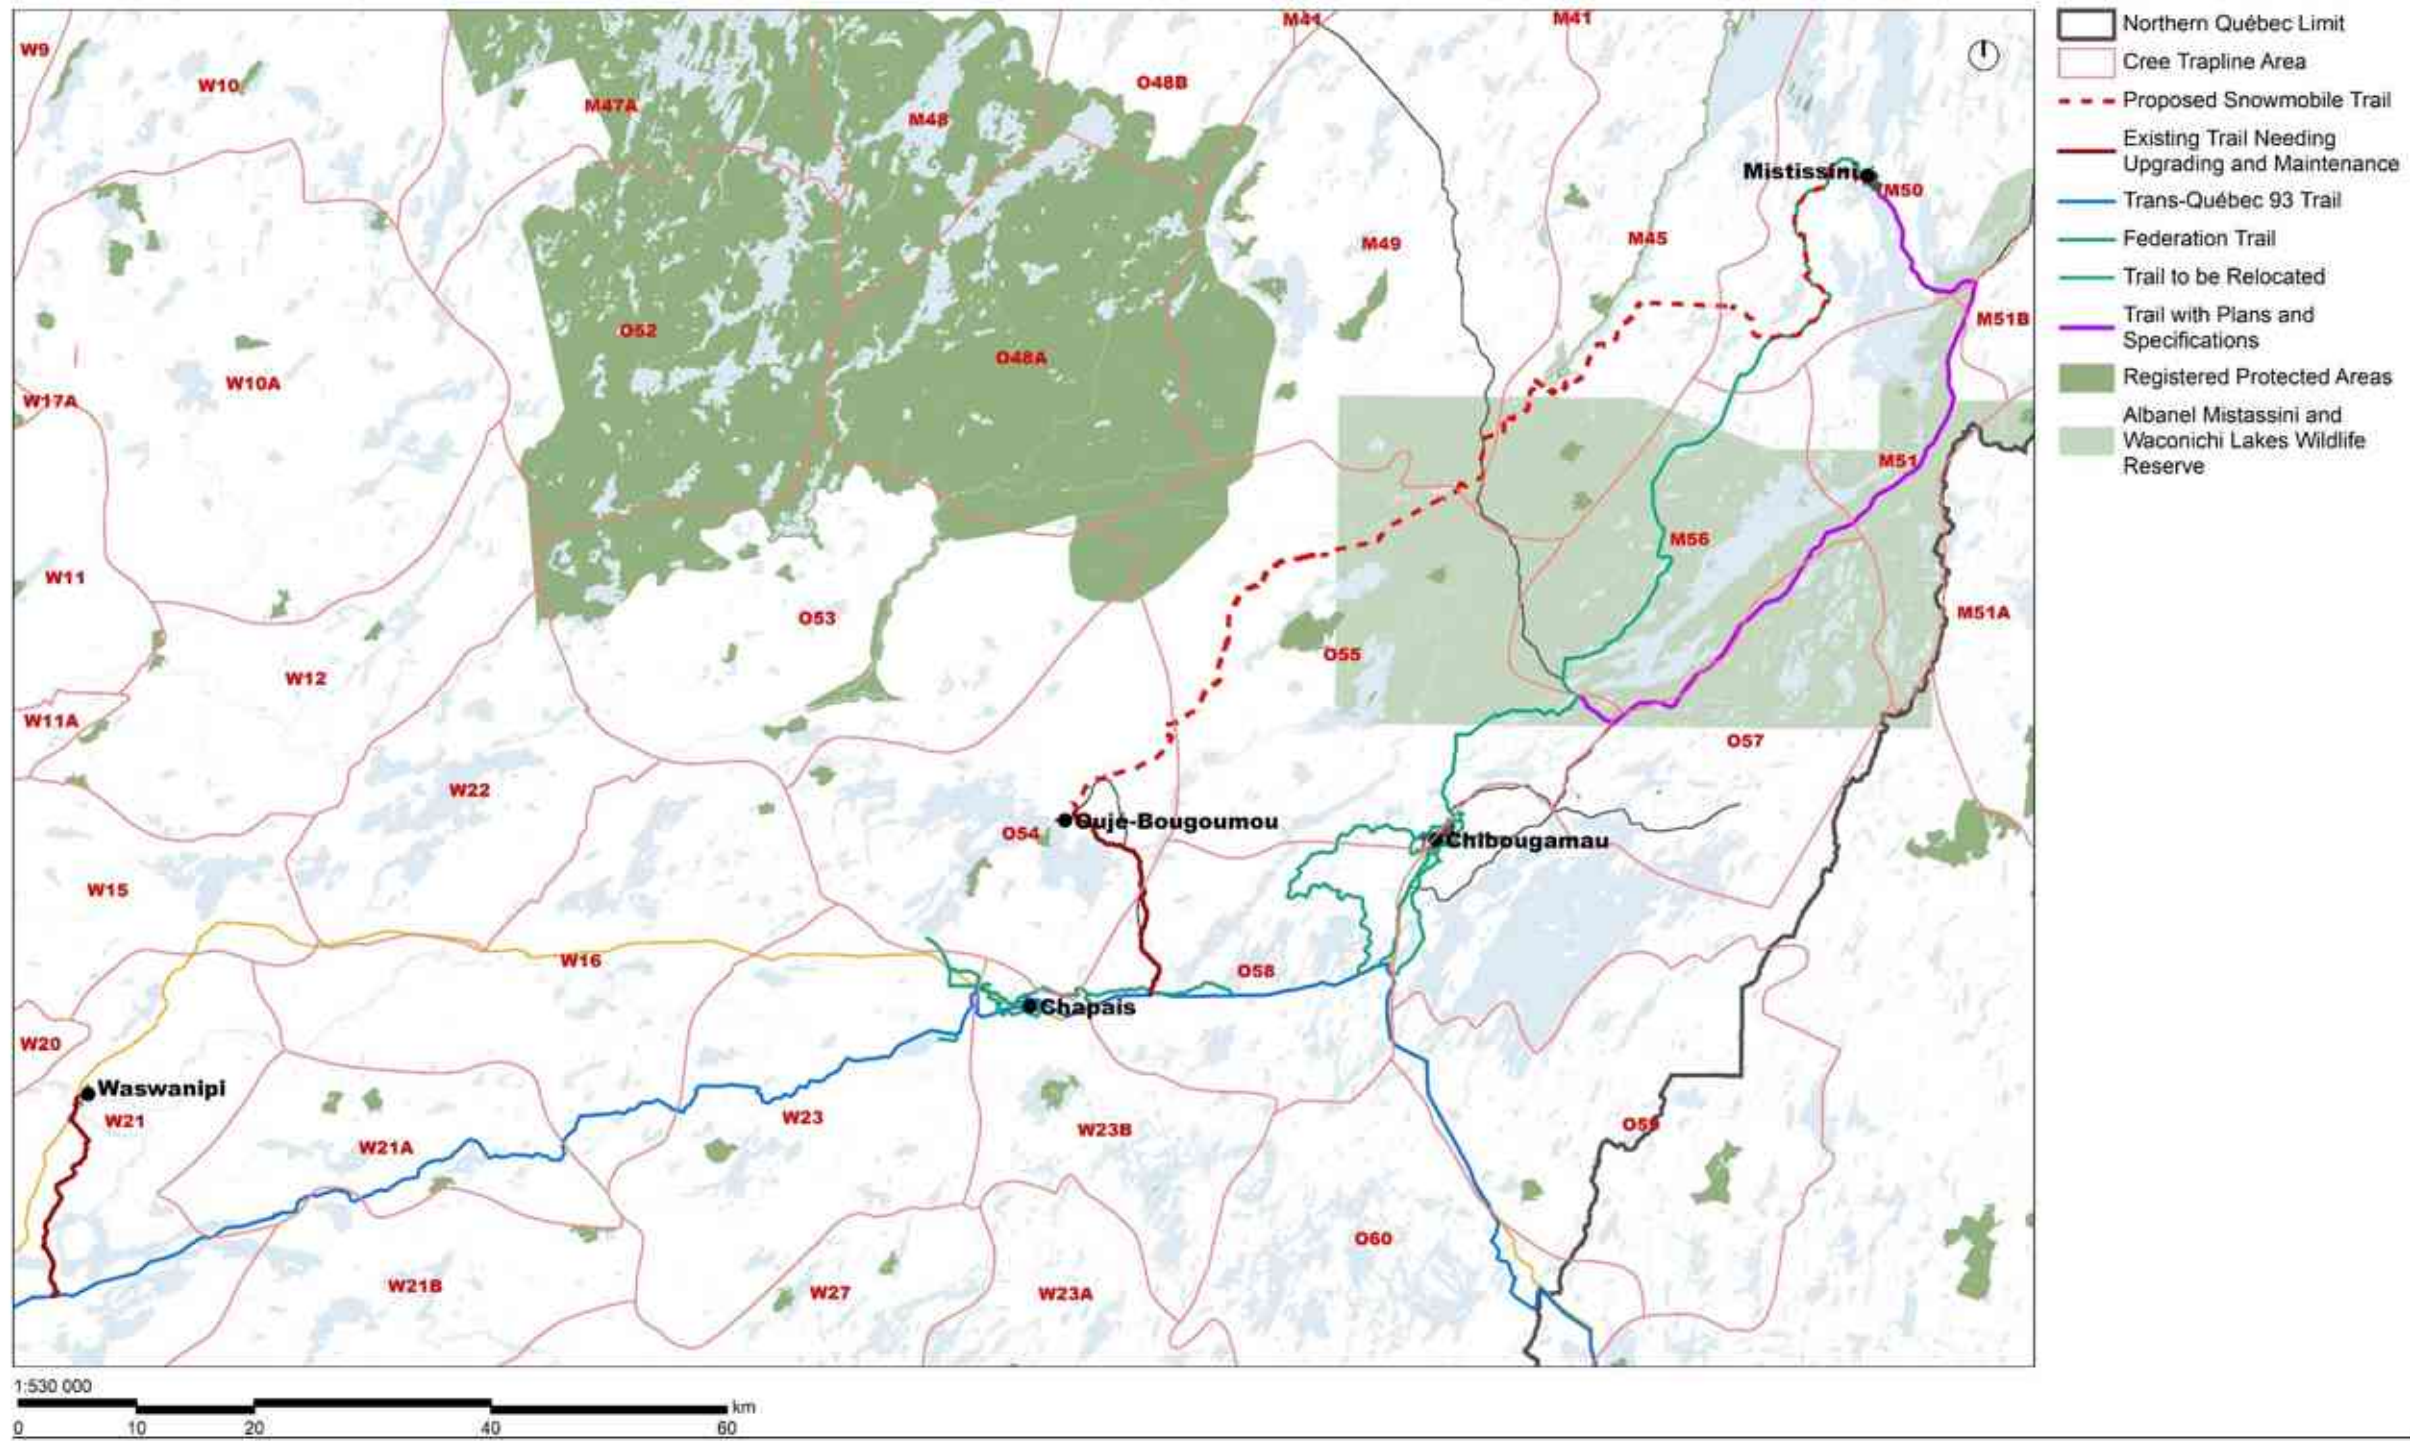 M41
M41
W9
W10
O48B
M47A
M48
Mistissini
M50
M45
M49
M51B
O52
O48A
W10A
W17A
M51
M56
W11
M51A
O53
O55
W12
W11A
O57
W22
Ouje-Bougoumou
O54
Chibougamau
W15
W16
O58
Chapais
W20
Waswanipi
W21
W23
O59
W23B
W21A
O60
W21B
W27
W23A
Northern Québec Limit
Cree Trapline Area
Proposed Snowmobile Trail
Existing Trail Needing
Upgrading and Maintenance
Trans-Québec 93 Trail
Federation Trail
Trail to be Relocated
Trail with Plans and
Specifications
Registered Protected Areas
Albanel Mistassini and
Waconichi Lakes Wildlife
Reserve
1:530 000
km
0 10 20 40 60